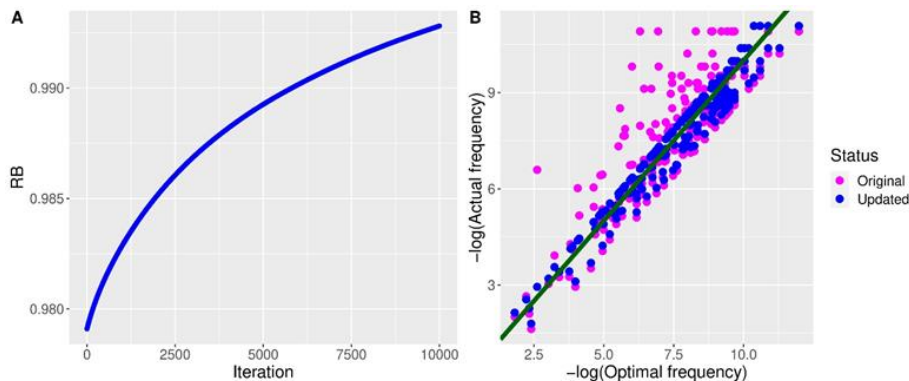 A
B
RB
0.990
0.985
0.980
0
2500
5000
7500
10000
Iteration
−log(Actual frequency)
9
6
3
2.5
5.0
7.5
10.0
−log(Optimal frequency)
Status
Original
Updated